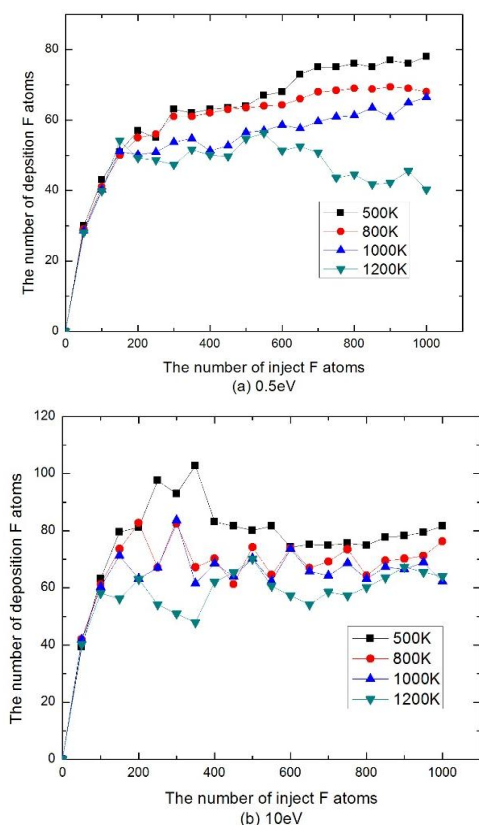 80
60
40
20
0
The number of depsition F atoms
500K
800K
1000K
1200K
0 200 400 600 800 1000
The number of inject F atoms
(a) 0.5eV
120
100
80
60
40
20
0
The number of deposition F atoms
500K
800K
1000K
1200K
0 200 400 600 800 1000
The number of inject F atoms
(b) 10eV